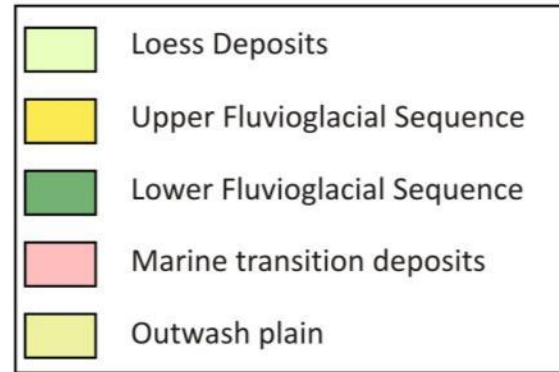 Loess Deposits
Upper Fluvioglacial Sequence
Lower Fluvioglacial Sequence
Marine transition deposits
Outwash plain